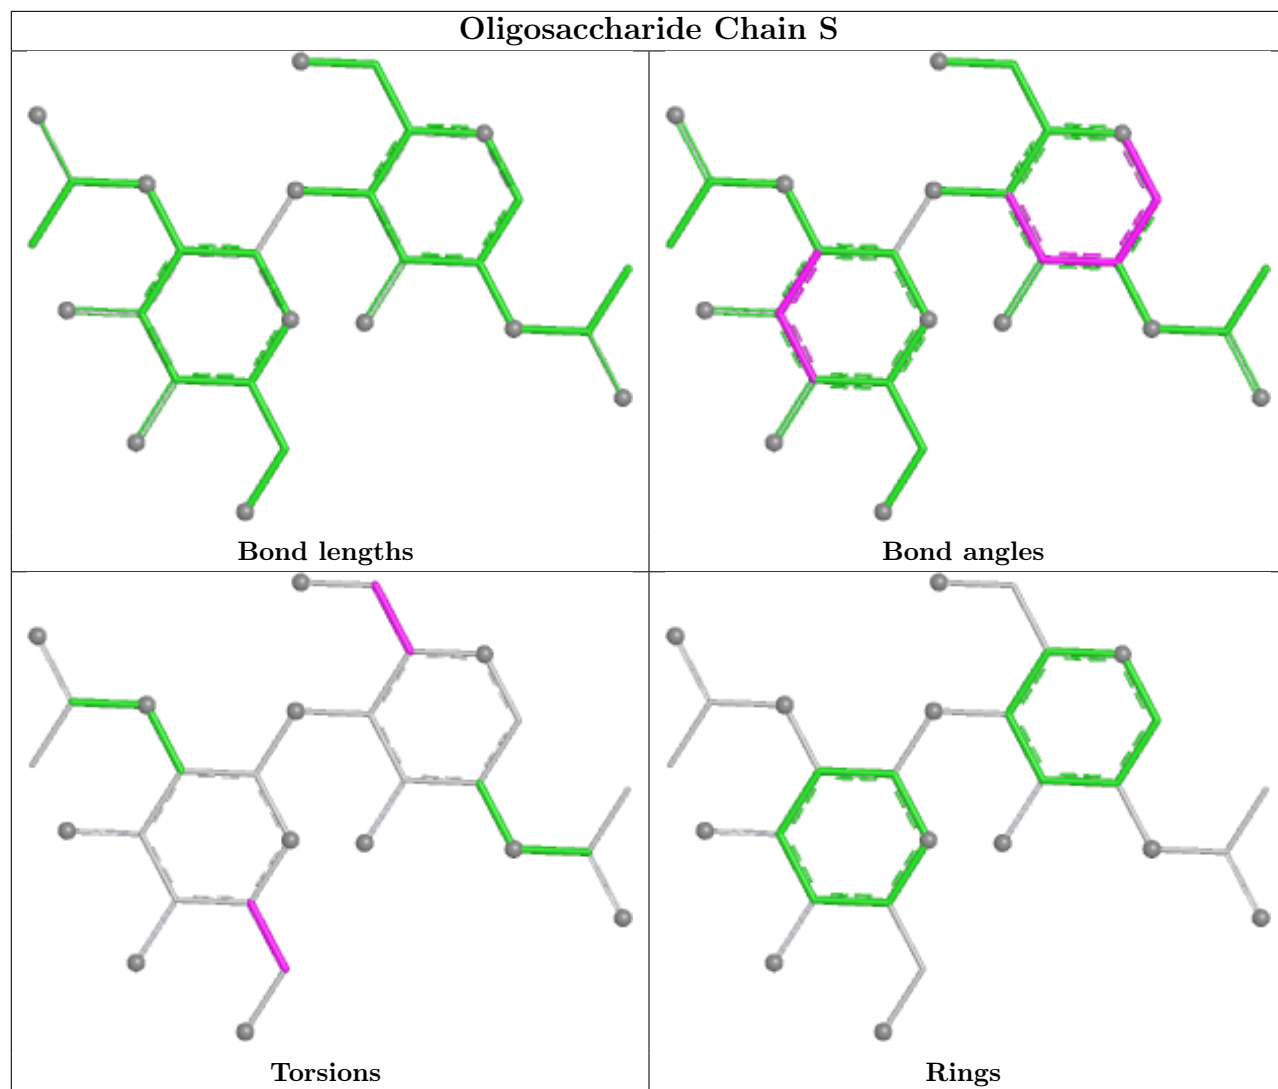 Oligosaccharide Chain S
Bond lengths
Bond angles
Torsions
Rings